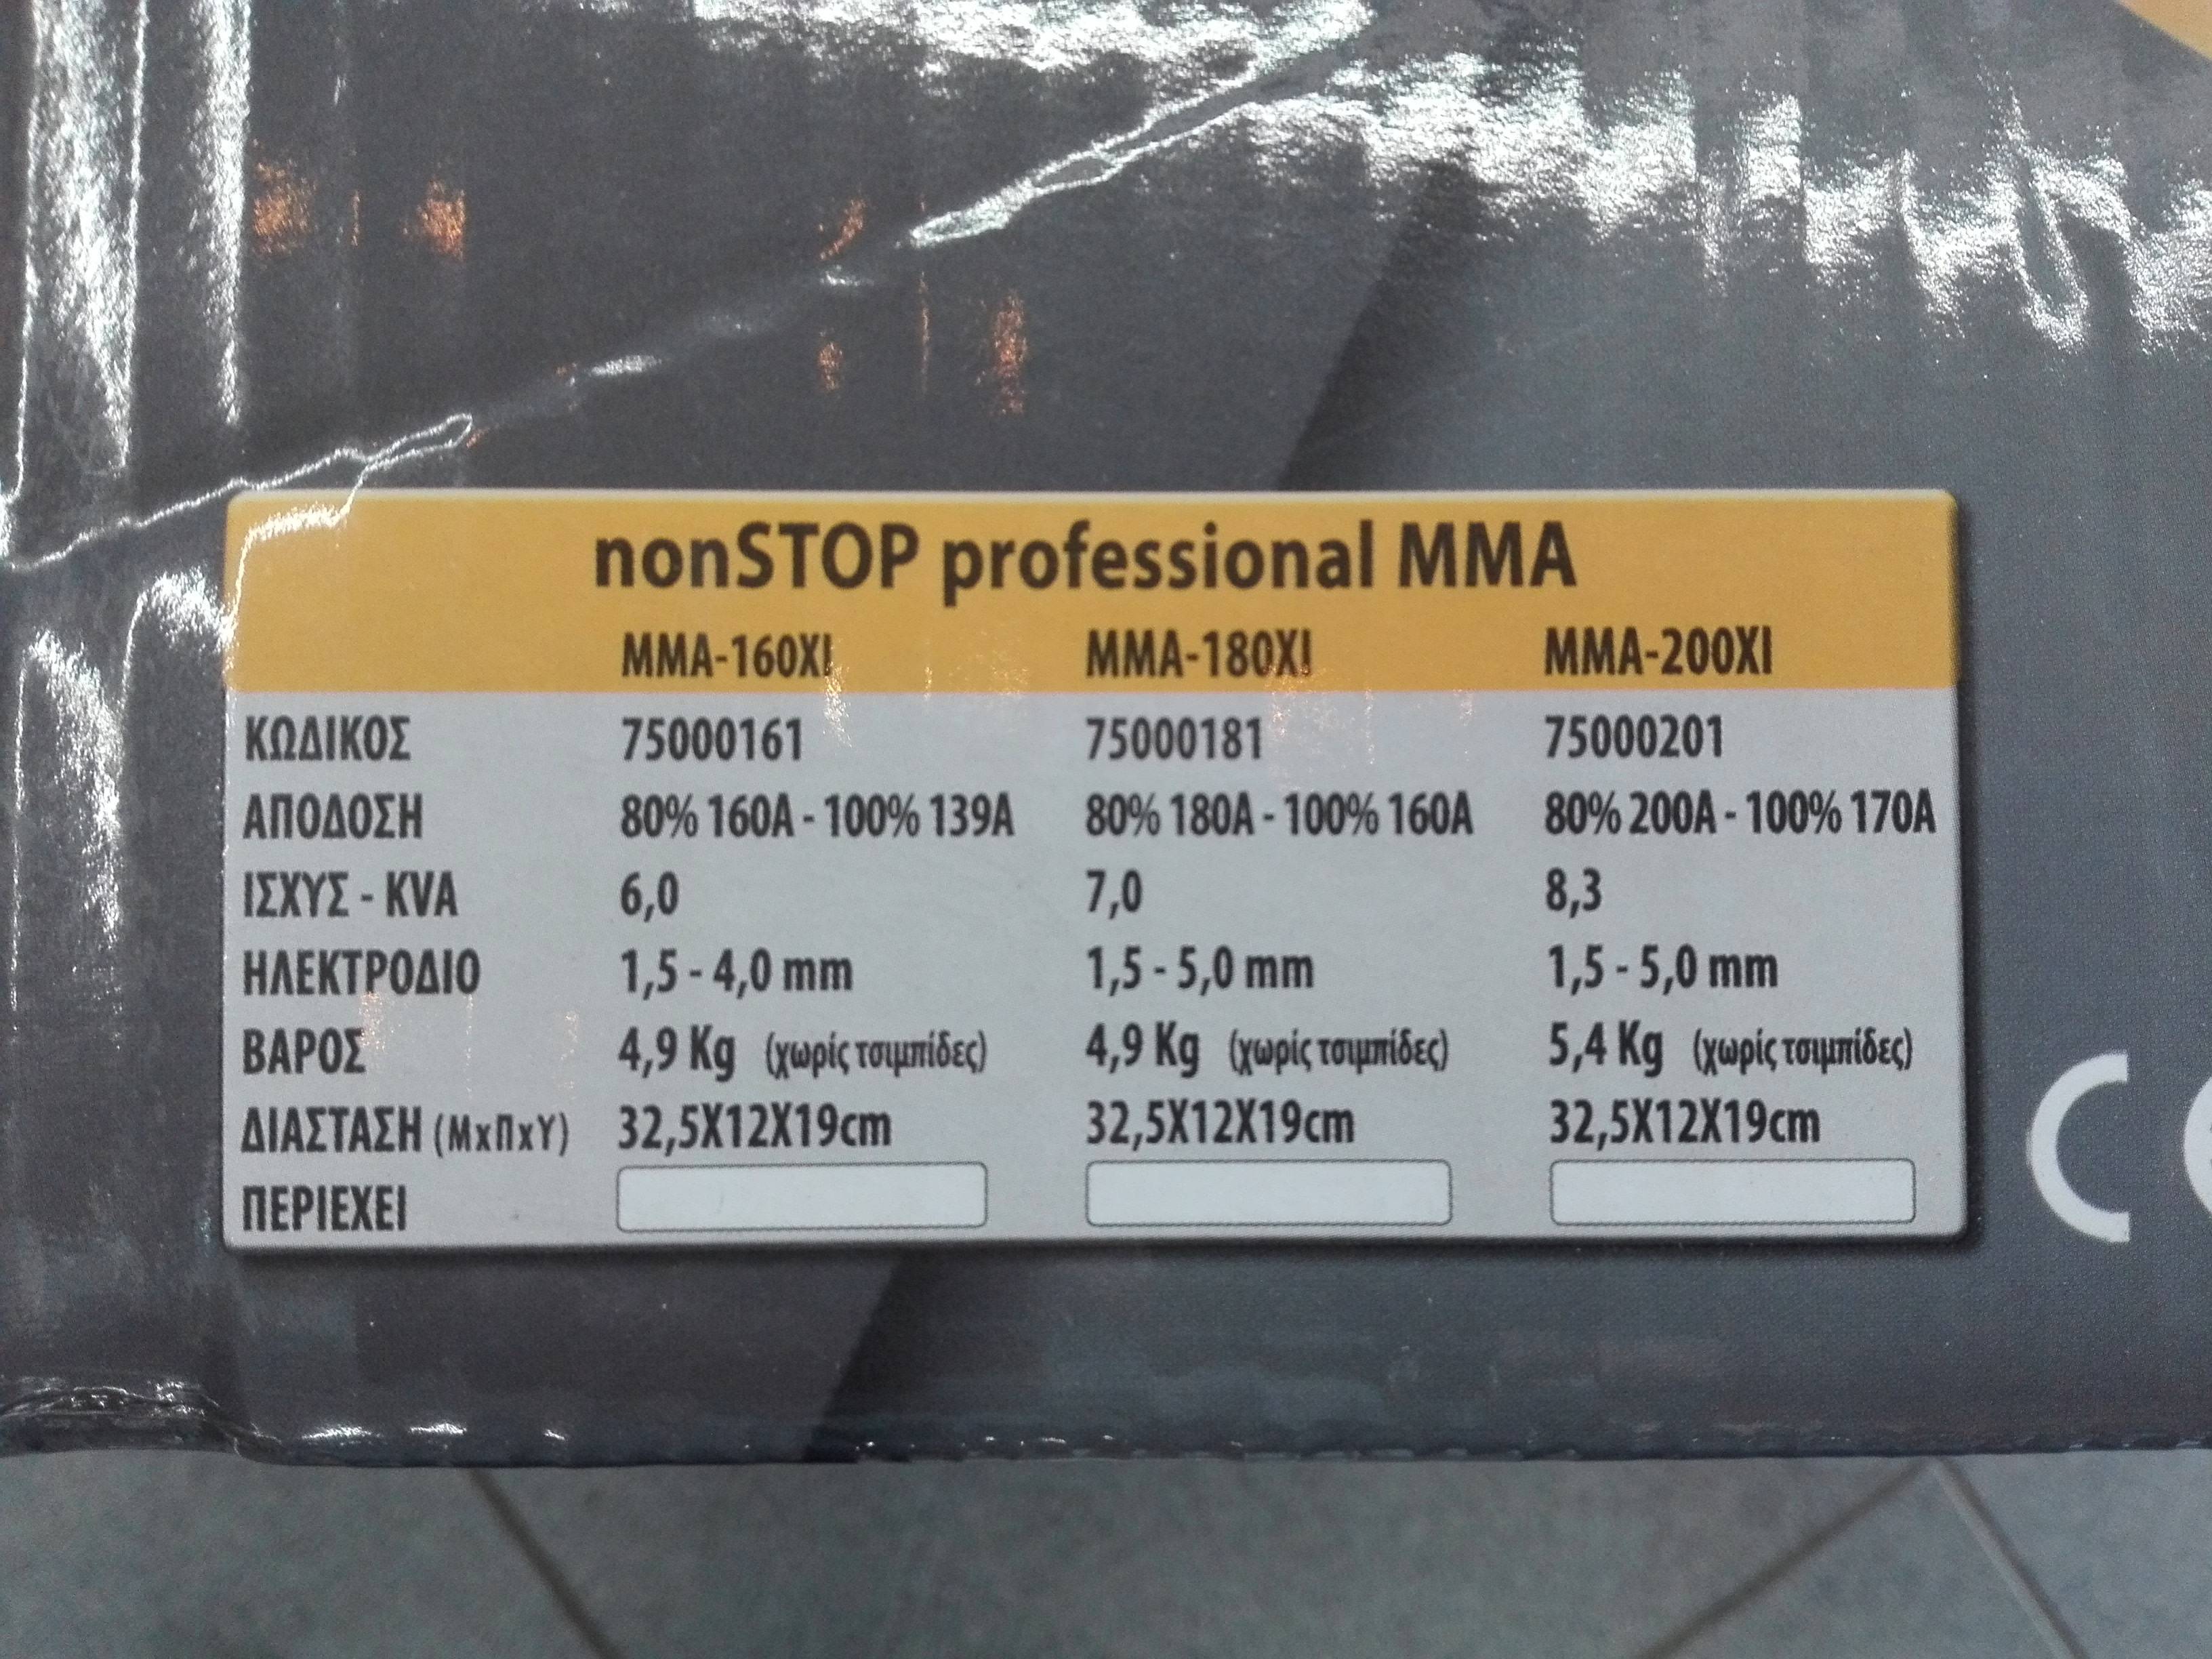 nonSTOP professional MMA
MMA-160XI MMA-180XI MMA-200XI
ΚΩΔΙΚΟΣ 75000161 75000181 75000201
ΑΠΟΔΟΣΗ 80% 160A - 100% 139A 80% 180A - 100% 160A 80% 200A - 100% 170A
ΙΣΧΥΣ - KVA 6,0 7,0 8,3
ΗΛΕΚΤΡΟΔΙΟ 1,5 - 4,0 mm 1,5 - 5,0 mm 1,5 - 5,0 mm
ΒΑΡΟΣ 4,9 Kg (χωρίς τσιμπίδες) 4,9 Kg (χωρίς τσιμπίδες) 5,4 Kg (χωρίς τσιμπίδες)
ΔΙΑΣΤΑΣΗ (ΜxΠxΥ) 32,5X12X19cm 32,5X12X19cm 32,5X12X19cm
ΠΕΡΙΕΧΕΙ
CE